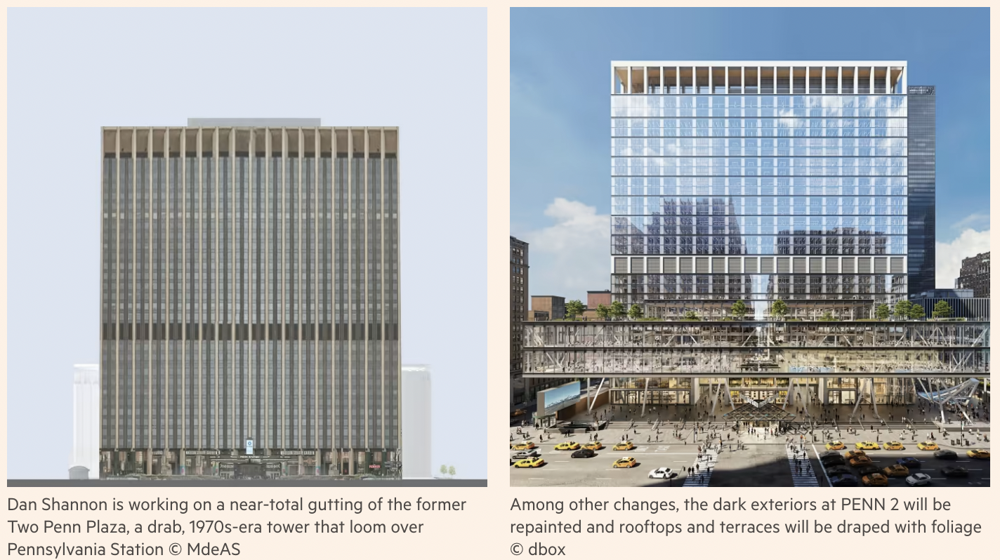 Dan Shannon is working on a near-total gutting of the former
Two Penn Plaza, a drab, 1970s-era tower that loom over
Pennsylvania Station © MdeAS
Among other changes, the dark exteriors at PENN 2 will be
repainted and rooftops and terraces will be draped with foliage
© dbox